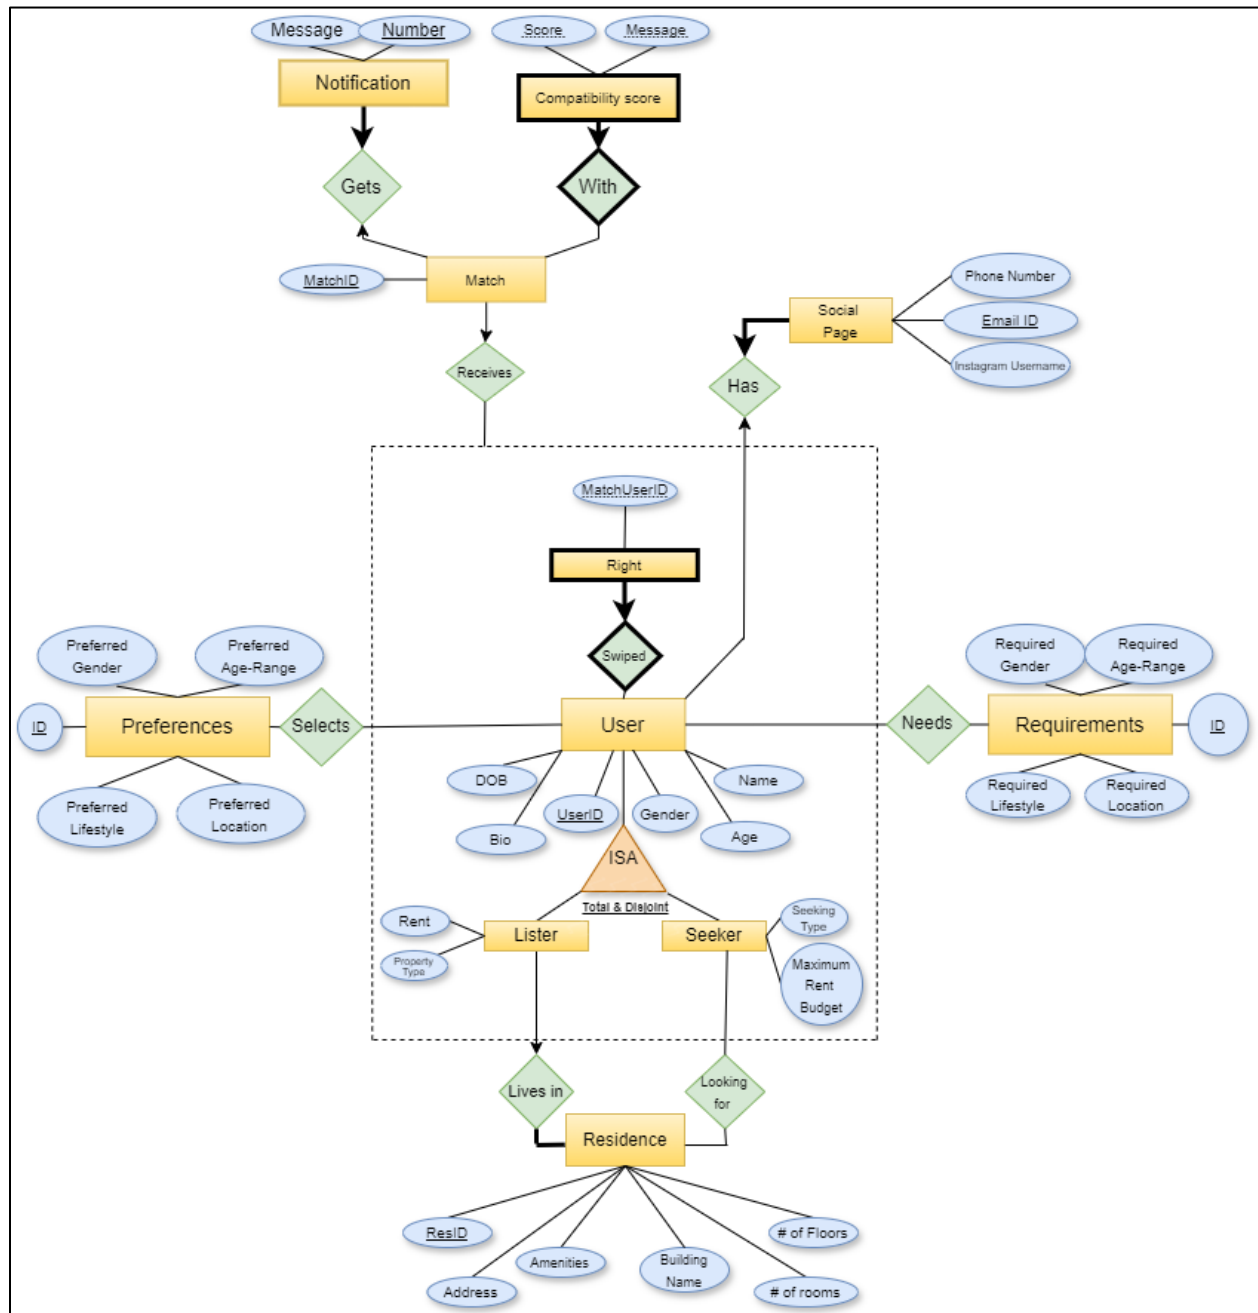 Message
Number
Score
Message
Notification
Compatibility score
Gets
With
MatchID
Match
Phone Number
Social
Page
Email ID
Instagram Username
Receives
Has
MatchUserID
Right
Swiped
Preferred
Gender
Preferred
Age-Range
Required
Gender
Required
Age-Range
ID
Preferences
Selects
User
Needs
Requirements
ID
DOB
Name
Preferred
Lifestyle
Preferred
Location
UserID
Gender
Required
Lifestyle
Required
Location
Bio
Age
ISA
Total & Disjoint
Rent
Lister
Seeker
Seeking
Type
Property
Type
Maximum
Rent
Budget
Lives in
Looking
for
Residence
ResID
# of Floors
Amenities
Building
Name
Address
# of rooms